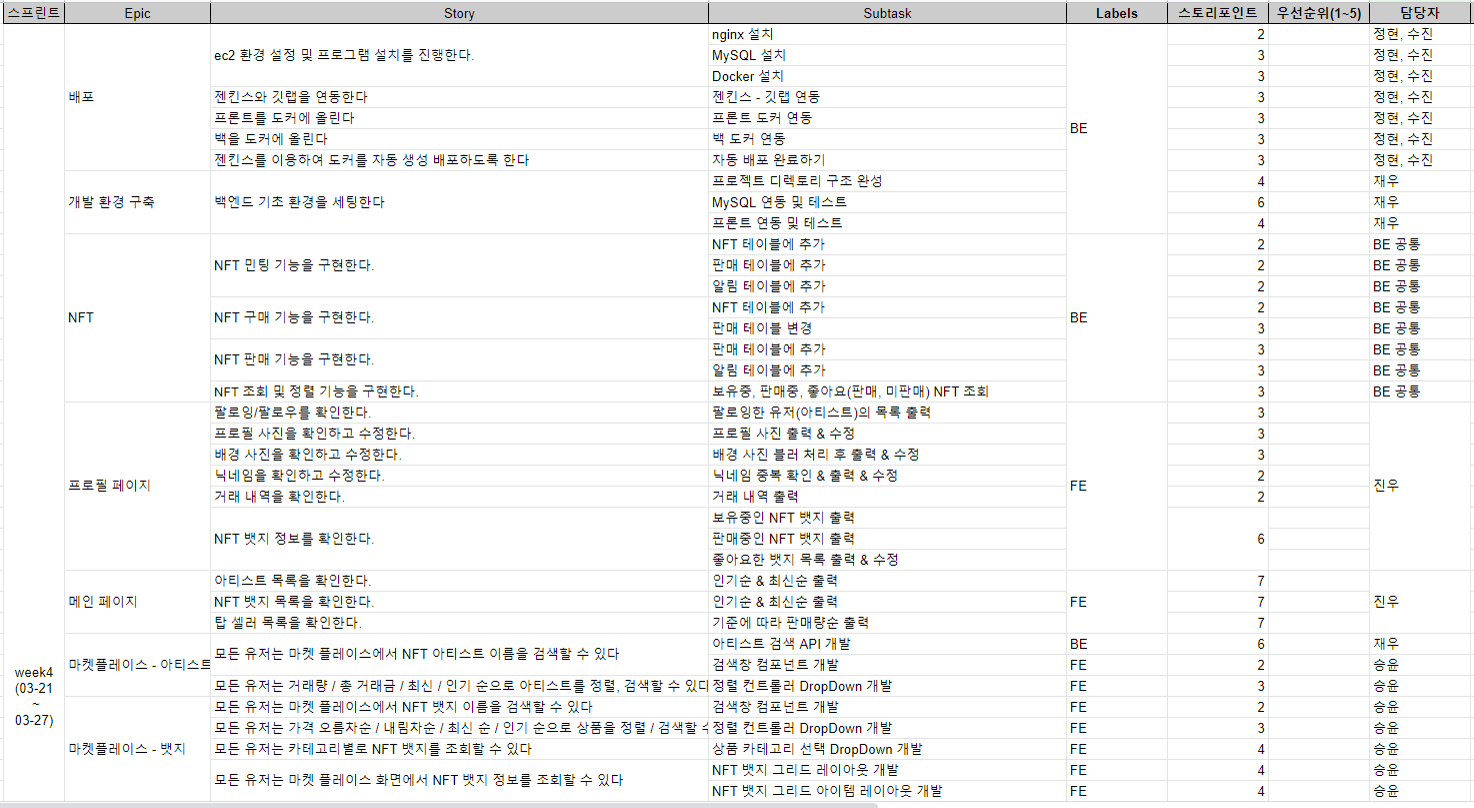 스프린트 Epic Story Subtask Labels 스토리포인트 우선순위(1~5) 담당자
nginx 설치 2 정현, 수진
ec2 환경 설정 및 프로그램 설치를 진행한다. MySQL 설치 3 정현, 수진
Docker 설치 3 정현, 수진
배포 젠킨스와 깃랩을 연동한다 젠킨스 - 깃랩 연동 3 정현, 수진
프론트를 도커에 올린다 프론트 도커 연동 3 정현, 수진
백을 도커에 올린다 백 도커 연동 BE 3 정현, 수진
젠킨스를 이용하여 도커를 자동 생성 배포하도록 한다 자동 배포 완료하기 3 정현, 수진
프로젝트 디렉토리 구조 완성 4 재우
개발 환경 구축 백엔드 기초 환경을 세팅한다 MySQL 연동 및 테스트 6 재우
프론트 연동 및 테스트 4 재우
NFT 테이블에 추가 2 BE 공통
NFT 민팅 기능을 구현한다. 판매 테이블에 추가 2 BE 공통
알림 테이블에 추가 2 BE 공통
NFT 테이블에 추가 2 BE 공통
NFT NFT 구매 기능을 구현한다. 판매 테이블 변경 BE 3 BE 공통
NFT 판매 기능을 구현한다. 판매 테이블에 추가 3 BE 공통
알림 테이블에 추가 3 BE 공통
NFT 조회 및 정렬 기능을 구현한다. 보유중, 판매중, 좋아요(판매, 미판매) NFT 조회 3 BE 공통
팔로잉/팔로우를 확인한다. 팔로잉한 유저(아티스트)의 목록 출력 3
프로필 사진을 확인하고 수정한다. 프로필 사진 출력 & 수정 3
배경 사진을 확인하고 수정한다. 배경 사진 블러 처리 후 출력 & 수정 3
닉네임을 확인하고 수정한다. 닉네임 중복 확인 & 출력 & 수정 2
프로필 페이지 거래 내역을 확인한다. 거래 내역 출력 FE 2 진우
보유중인 NFT 뱃지 출력
NFT 뱃지 정보를 확인한다. 판매중인 NFT 뱃지 출력 6
좋아요한 뱃지 목록 출력 & 수정
아티스트 목록을 확인한다. 인기순 & 최신순 출력 7
메인 페이지 NFT 뱃지 목록을 확인한다. 인기순 & 최신순 출력 FE 7 진우
탑 셀러 목록을 확인한다. 기준에 따라 판매량순 출력 7
모든 유저는 마켓 플레이스에서 NFT 아티스트 이름을 검색할 수 있다 아티스트 검색 API 개발 BE 6 재우
마켓플레이스 - 아티스트 검색창 컴포넌트 개발 FE 2 승윤
week4
(03-21
~
03-27)
모든 유저는 거래량 / 총 거래금 / 최신 / 인기 순으로 아티스트를 정렬, 검색할 수 있다 정렬 컨트롤러 DropDown 개발 FE 3 승윤
모든 유저는 마켓 플레이스에서 NFT 뱃지 이름을 검색할 수 있다 검색창 컴포넌트 개발 FE 2 승윤
모든 유저는 가격 오름차순 / 내림차순 / 최신 순 / 인기 순으로 상품을 정렬 / 검색할 정렬 컨트롤러 DropDown 개발 FE 3 승윤
마켓플레이스 - 뱃지 모든 유저는 카테고리별로 NFT 뱃지를 조회할 수 있다 상품 카테고리 선택 DropDown 개발 FE 4 승윤
모든 유저는 마켓 플레이스 화면에서 NFT 뱃지 정보를 조회할 수 있다 NFT 뱃지 그리드 레이아웃 개발 FE 4 승윤
NFT 뱃지 그리드 아이템 레이아웃 개발 FE 4 승윤